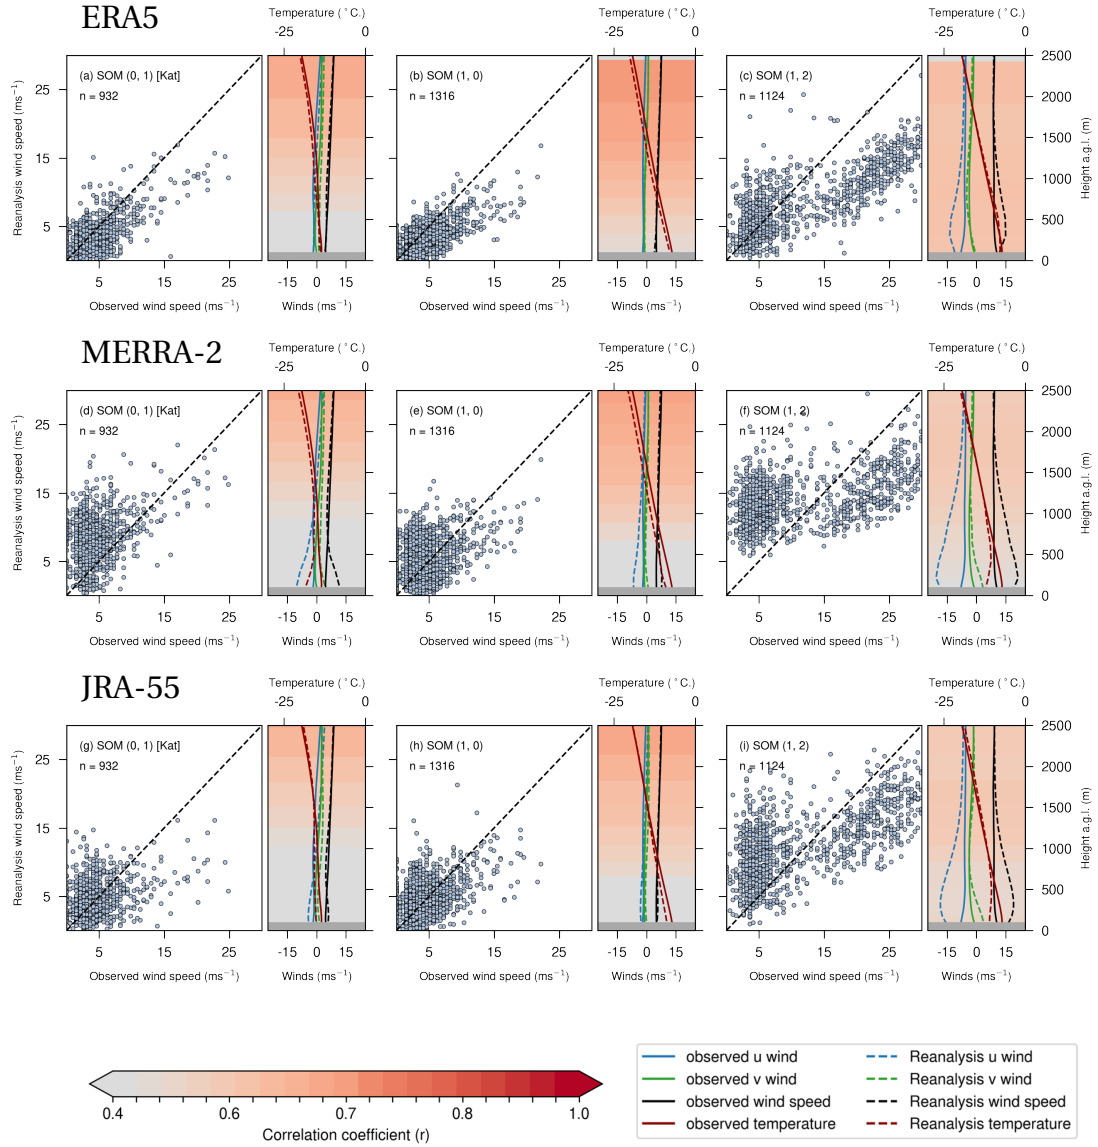 ERA5
Temperature (°C.)
-25 0
Temperature (°C.)
-25 0
Temperature (°C.)
-25 0
Reanalysis wind speed (ms⁻¹)
25
15
5
(a) SOM (0, 1) [Kat]
n = 932
(b) SOM (1, 0)
n = 1316
(c) SOM (1, 2)
n = 1124
2500
2000
1500
1000
500
0
Height a.g.l. (m)
5 15 25
-15 0 15
5 15 25
-15 0 15
5 15 25
-15 0 15
Observed wind speed (ms⁻¹)
Winds (ms⁻¹)
Observed wind speed (ms⁻¹)
Winds (ms⁻¹)
Observed wind speed (ms⁻¹)
Winds (ms⁻¹)
MERRA-2
Temperature (°C.)
-25 0
Temperature (°C.)
-25 0
Temperature (°C.)
-25 0
Reanalysis wind speed (ms⁻¹)
25
15
5
(d) SOM (0, 1) [Kat]
n = 932
(e) SOM (1, 0)
n = 1316
(f) SOM (1, 2)
n = 1124
2500
2000
1500
1000
500
0
Height a.g.l. (m)
5 15 25
-15 0 15
5 15 25
-15 0 15
5 15 25
-15 0 15
Observed wind speed (ms⁻¹)
Winds (ms⁻¹)
Observed wind speed (ms⁻¹)
Winds (ms⁻¹)
Observed wind speed (ms⁻¹)
Winds (ms⁻¹)
JRA-55
Temperature (°C.)
-25 0
Temperature (°C.)
-25 0
Temperature (°C.)
-25 0
Reanalysis wind speed (ms⁻¹)
25
15
5
(g) SOM (0, 1) [Kat]
n = 932
(h) SOM (1, 0)
n = 1316
(i) SOM (1, 2)
n = 1124
2500
2000
1500
1000
500
0
Height a.g.l. (m)
5 15 25
-15 0 15
5 15 25
-15 0 15
5 15 25
-15 0 15
Observed wind speed (ms⁻¹)
Winds (ms⁻¹)
Observed wind speed (ms⁻¹)
Winds (ms⁻¹)
Observed wind speed (ms⁻¹)
Winds (ms⁻¹)
0.4 0.6 0.7 0.8 1.0
Correlation coefficient (r)
observed u wind
observed v wind
observed wind speed
observed temperature
Reanalysis u wind
Reanalysis v wind
Reanalysis wind speed
Reanalysis temperature